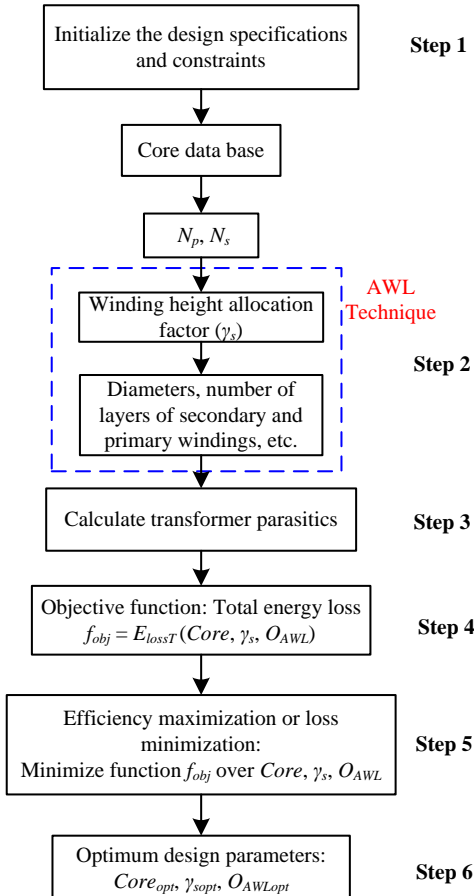 Initialize the design specifications
and constraints
Step 1
Core data base
Np, Ns
AWL
Technique
Winding height allocation
factor (γs)
Step 2
Diameters, number of
layers of secondary and
primary windings, etc.
Calculate transformer parasitics
Step 3
Objective function: Total energy loss
fobj = ElossT (Core, γs, OAWL)
Step 4
Efficiency maximization or loss
minimization:
Minimize function fobj over Core, γs, OAWL
Step 5
Optimum design parameters:
Coreopt, γsopt, OAWLopt
Step 6